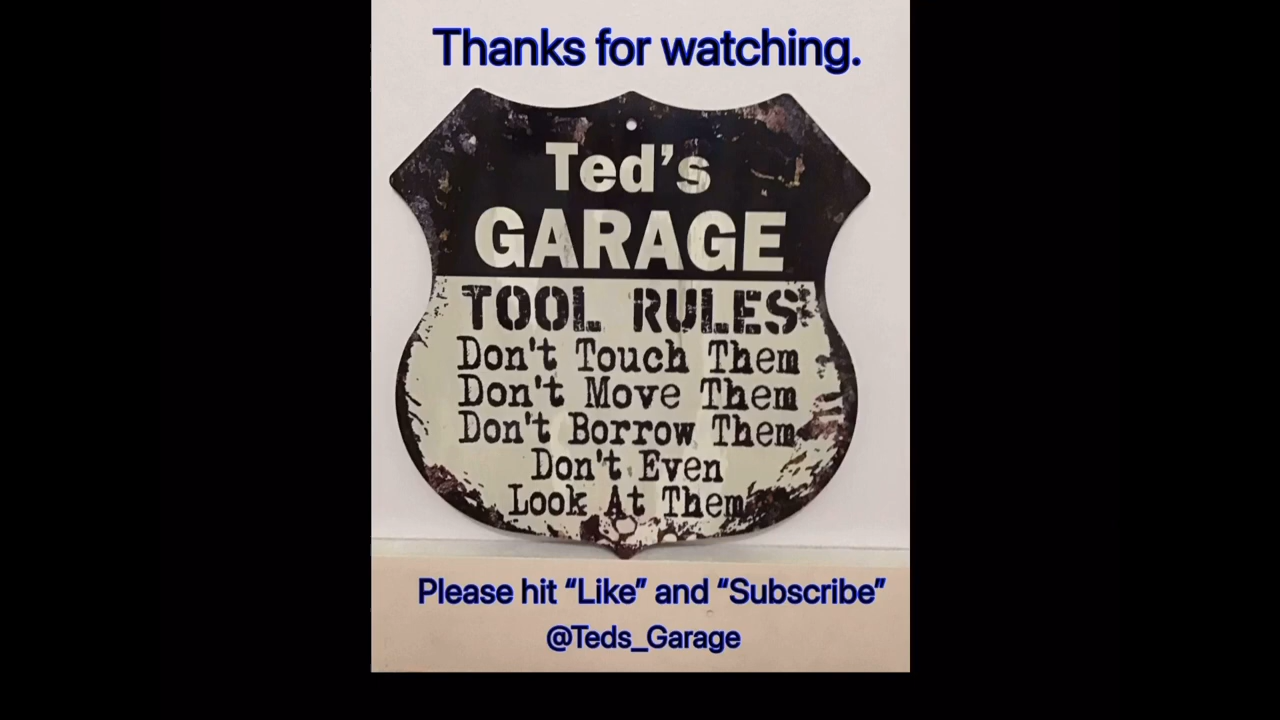 Thanks for watching.
Ted's
GARAGE
TOOL RULES
Don't Touch Them
Don't Move Them
Don't Borrow Them
Don't Even
Look At Them
Please hit “Like” and “Subscribe”
@Teds_Garage